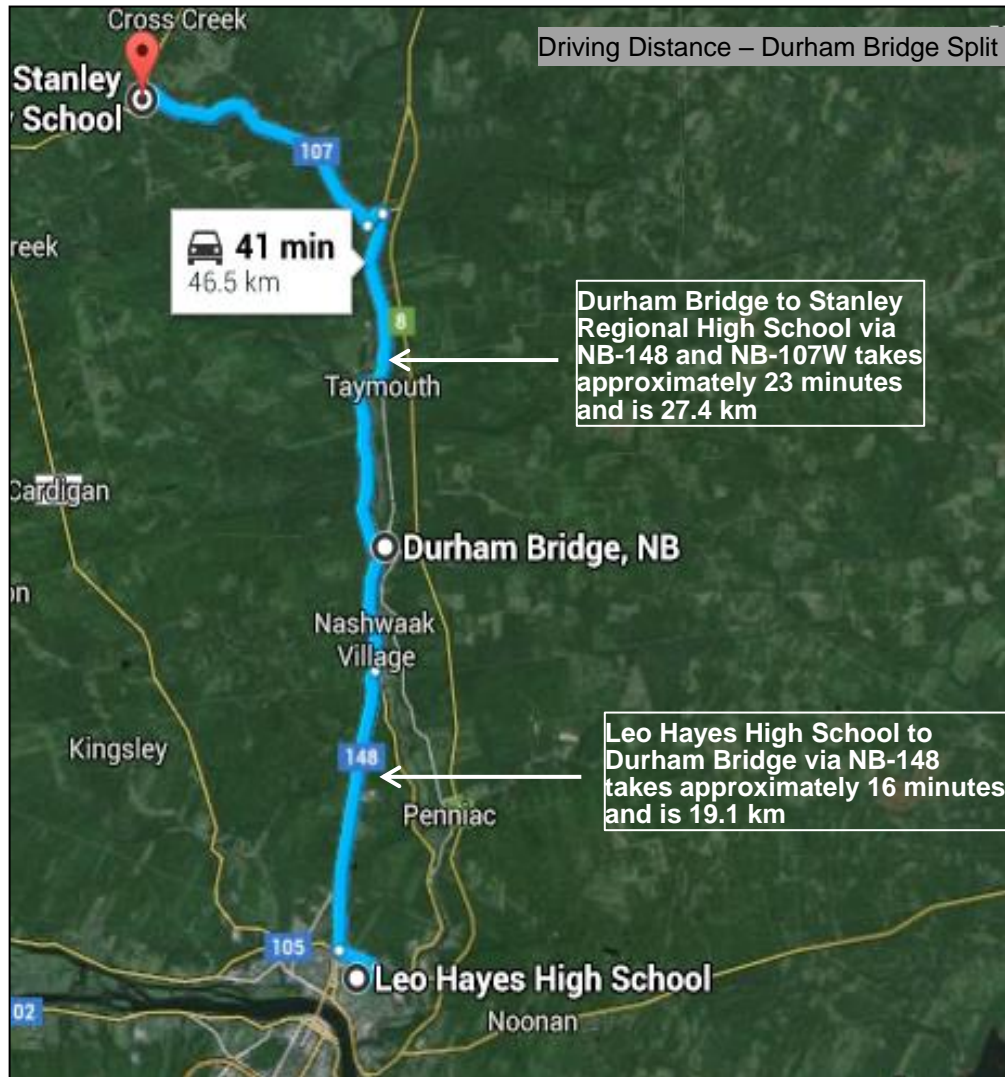 Cross Creek
Driving Distance – Durham Bridge Split
Stanley
School
107
41 min
46.5 km
reek
Durham Bridge to Stanley
Regional High School via
NB-148 and NB-107W takes
approximately 23 minutes
and is 27.4 km
8
Taymouth
Cardigan
Durham Bridge, NB
on
Nashwaak
Village
Leo Hayes High School to
Durham Bridge via NB-148
takes approximately 16 minutes
and is 19.1 km
Kingsley
148
Penniac
105
Leo Hayes High School
02
Noonan